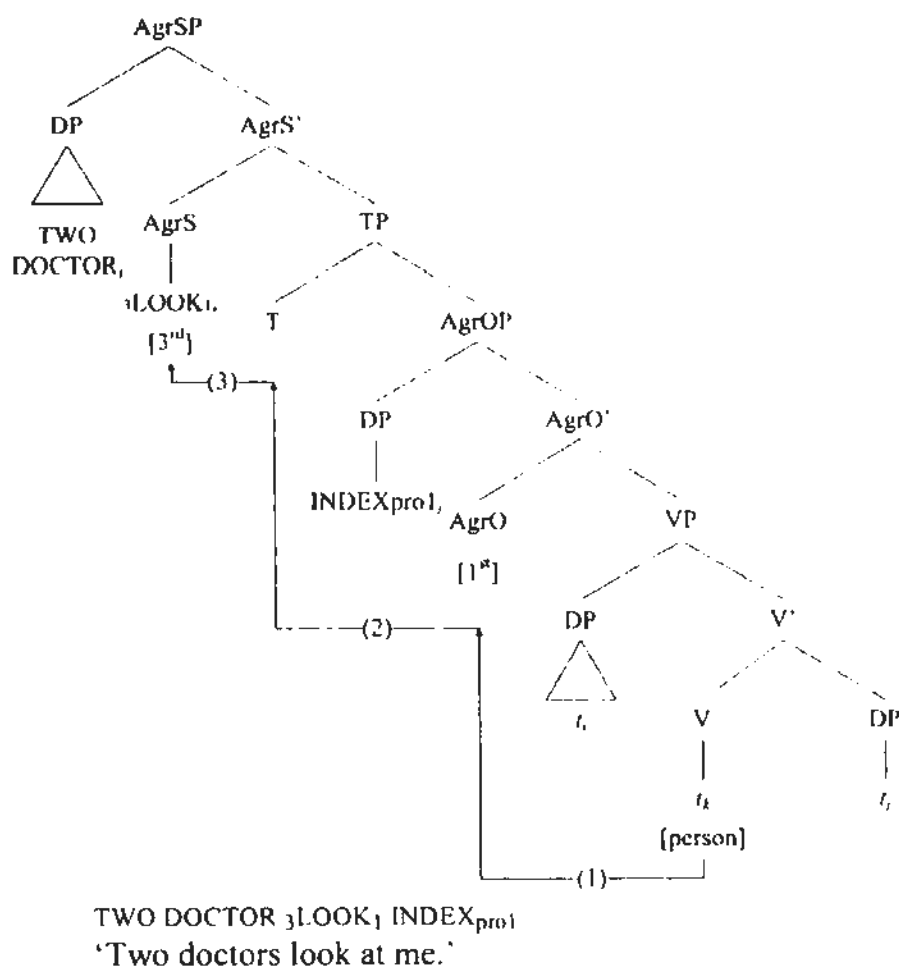 AgrSP
DP AgrS'
AgrS TP
TWO
DOCTORᵢ
₃LOOK₁ₖ T AgrOP
[3ʳᵈ]
(3)
DP AgrO'
INDEXpro1ⱼ AgrO VP
[1ˢᵗ]
(2) DP V'
tᵢ V DP
tₖ tⱼ
[person]
(1)
TWO DOCTOR ₃LOOK₁ INDEXpro1
'Two doctors look at me.'